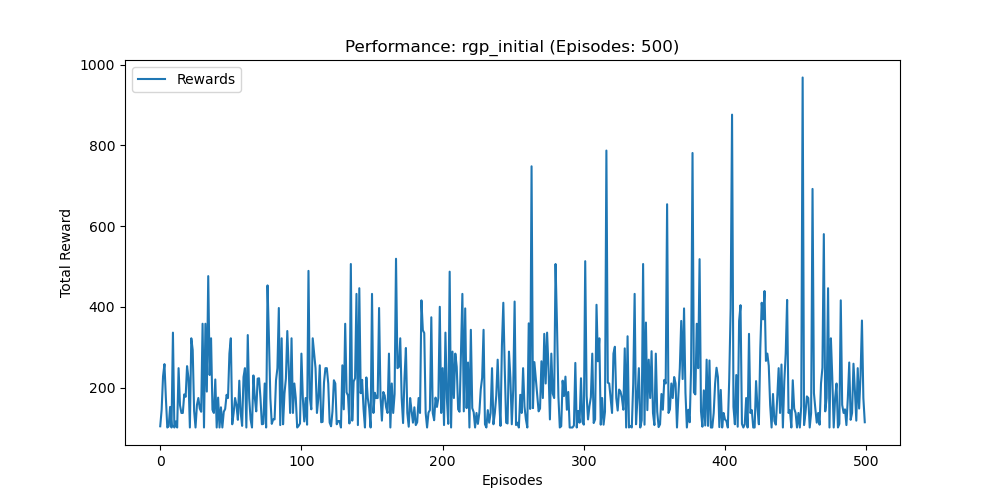 Performance: rgp_initial (Episodes: 500)
Rewards
1000
800
600
400
200
Total Reward
0 100 200 300 400 500
Episodes